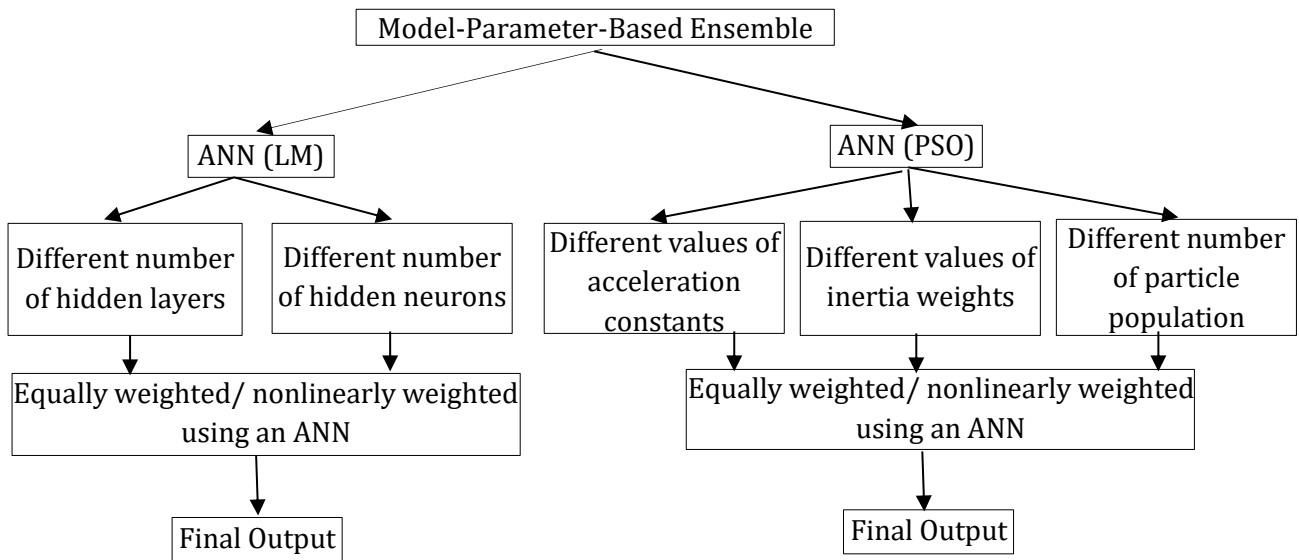 Model-Parameter-Based Ensemble
ANN (LM)
ANN (PSO)
Different number
of hidden layers
Different number
of hidden neurons
Different values of
acceleration
constants
Different values of
inertia weights
Different number
of particle
population
Equally weighted/ nonlinearly weighted
using an ANN
Equally weighted/ nonlinearly weighted
using an ANN
Final Output
Final Output